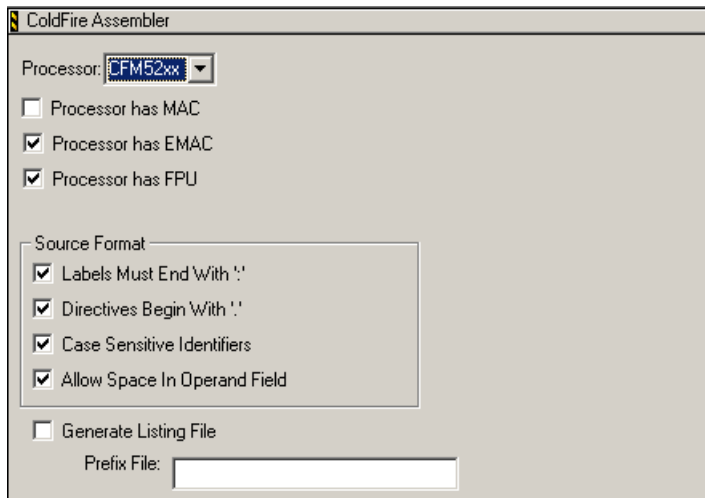 ColdFire Assembler
Processor: CFM52xx
Processor has MAC
Processor has EMAC
Processor has FPU
Source Format
Labels Must End With ':'
Directives Begin With '.'
Case Sensitive Identifiers
Allow Space In Operand Field
Generate Listing File
Prefix File: